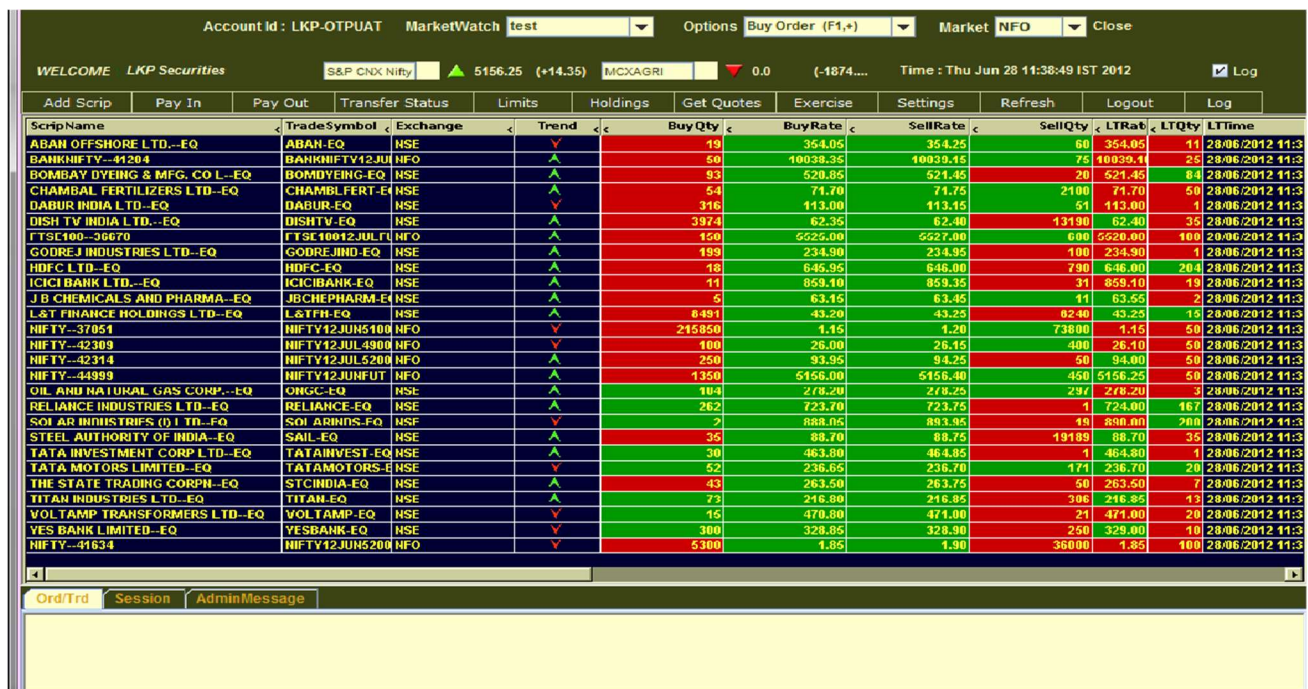 Account Id : LKP-OTPUAT MarketWatch test Options Buy Order (F1,+) Market NFO Close
WELCOME LKP Securities S&P CNX Nifty 5156.25 (+14.35) MCXAGRI 0.0 (-1874.... Time : Thu Jun 28 11:38:49 IST 2012 Log
Add Scrip Pay In Pay Out Transfer Status Limits Holdings Get Quotes Exercise Settings Refresh Logout Log
ScripName TradeSymbol Exchange Trend BuyQty BuyRate SellRate SellQty LTRat LTQty LTTime
ABAN OFFSHORE LTD.--EQ ABAN-EQ NSE 19 354.05 354.25 60 354.05 11 28/06/2012 11:3
BANKNIFTY--41204 BANKNIFTY12JUI NFO 50 10038.35 10039.15 75 10039.1 25 28/06/2012 11:3
BOMBAY DYEING & MFG. CO L--EQ BOMDYEING-EQ NSE 93 520.85 521.45 20 521.45 84 28/06/2012 11:3
CHAMBAL FERTILIZERS LTD--EQ CHAMBLFERT-E NSE 54 71.70 71.75 2100 71.70 50 28/06/2012 11:3
DABUR INDIA LTD--EQ DABUR-EQ NSE 316 113.00 113.15 51 113.00 1 28/06/2012 11:3
DISH TV INDIA LTD.--EQ DISHTV-EQ NSE 3974 62.35 62.40 13190 62.40 35 28/06/2012 11:3
FTSE100--36670 FTSE10012JULFU NFO 150 5525.00 5527.00 600 5520.00 100 28/06/2012 11:3
GODREJ INDUSTRIES LTD--EQ GODREJIND-EQ NSE 199 234.90 234.95 100 234.90 1 28/06/2012 11:3
HDFC LTD--EQ HDFC-EQ NSE 18 645.95 646.00 790 646.00 204 28/06/2012 11:3
ICICI BANK LTD.--EQ ICICIBANK-EQ NSE 11 859.10 859.35 31 859.10 19 28/06/2012 11:3
J B CHEMICALS AND PHARMA--EQ JBCHEPHARM-E NSE 5 63.15 63.45 11 63.55 2 28/06/2012 11:3
L&T FINANCE HOLDINGS LTD--EQ L&TFH-EQ NSE 8491 43.20 43.25 6240 43.25 15 28/06/2012 11:3
NIFTY--37051 NIFTY12JUN5100 NFO 215850 1.15 1.20 73800 1.15 50 28/06/2012 11:3
NIFTY--42309 NIFTY12JUL4900 NFO 100 26.00 26.15 400 26.10 50 28/06/2012 11:3
NIFTY--42314 NIFTY12JUL5200 NFO 250 93.95 94.25 50 94.00 50 28/06/2012 11:3
NIFTY--44999 NIFTY12JUNFUT NFO 1350 5156.00 5156.40 450 5156.25 50 28/06/2012 11:3
OIL AND NATURAL GAS CORP.--EQ ONGC-EQ NSE 104 278.20 278.25 297 278.20 3 28/06/2012 11:3
RELIANCE INDUSTRIES LTD--EQ RELIANCE-EQ NSE 262 723.70 723.75 1 724.00 167 28/06/2012 11:3
SOLAR INDUSTRIES (I) LTD--EQ SOLARINDS-EQ NSE 2 888.05 893.95 19 890.00 200 28/06/2012 11:3
STEEL AUTHORITY OF INDIA--EQ SAIL-EQ NSE 35 88.70 88.75 19189 88.70 35 28/06/2012 11:3
TATA INVESTMENT CORP LTD--EQ TATAINVEST-EQ NSE 30 463.80 464.85 1 464.80 1 28/06/2012 11:3
TATA MOTORS LIMITED--EQ TATAMOTORS-E NSE 52 236.65 236.70 171 236.70 20 28/06/2012 11:3
THE STATE TRADING CORPN--EQ STCINDIA-EQ NSE 43 263.50 263.75 50 263.50 7 28/06/2012 11:3
TITAN INDUSTRIES LTD--EQ TITAN-EQ NSE 73 216.80 216.85 306 216.85 13 28/06/2012 11:3
VOLTAMP TRANSFORMERS LTD--EQ VOLTAMP-EQ NSE 15 470.80 471.00 21 471.00 20 28/06/2012 11:3
YES BANK LIMITED--EQ YESBANK-EQ NSE 300 328.85 328.90 250 329.00 10 28/06/2012 11:3
NIFTY--41634 NIFTY12JUN5200 NFO 5300 1.85 1.90 36000 1.85 100 28/06/2012 11:3
Ord/Trd Session AdminMessage